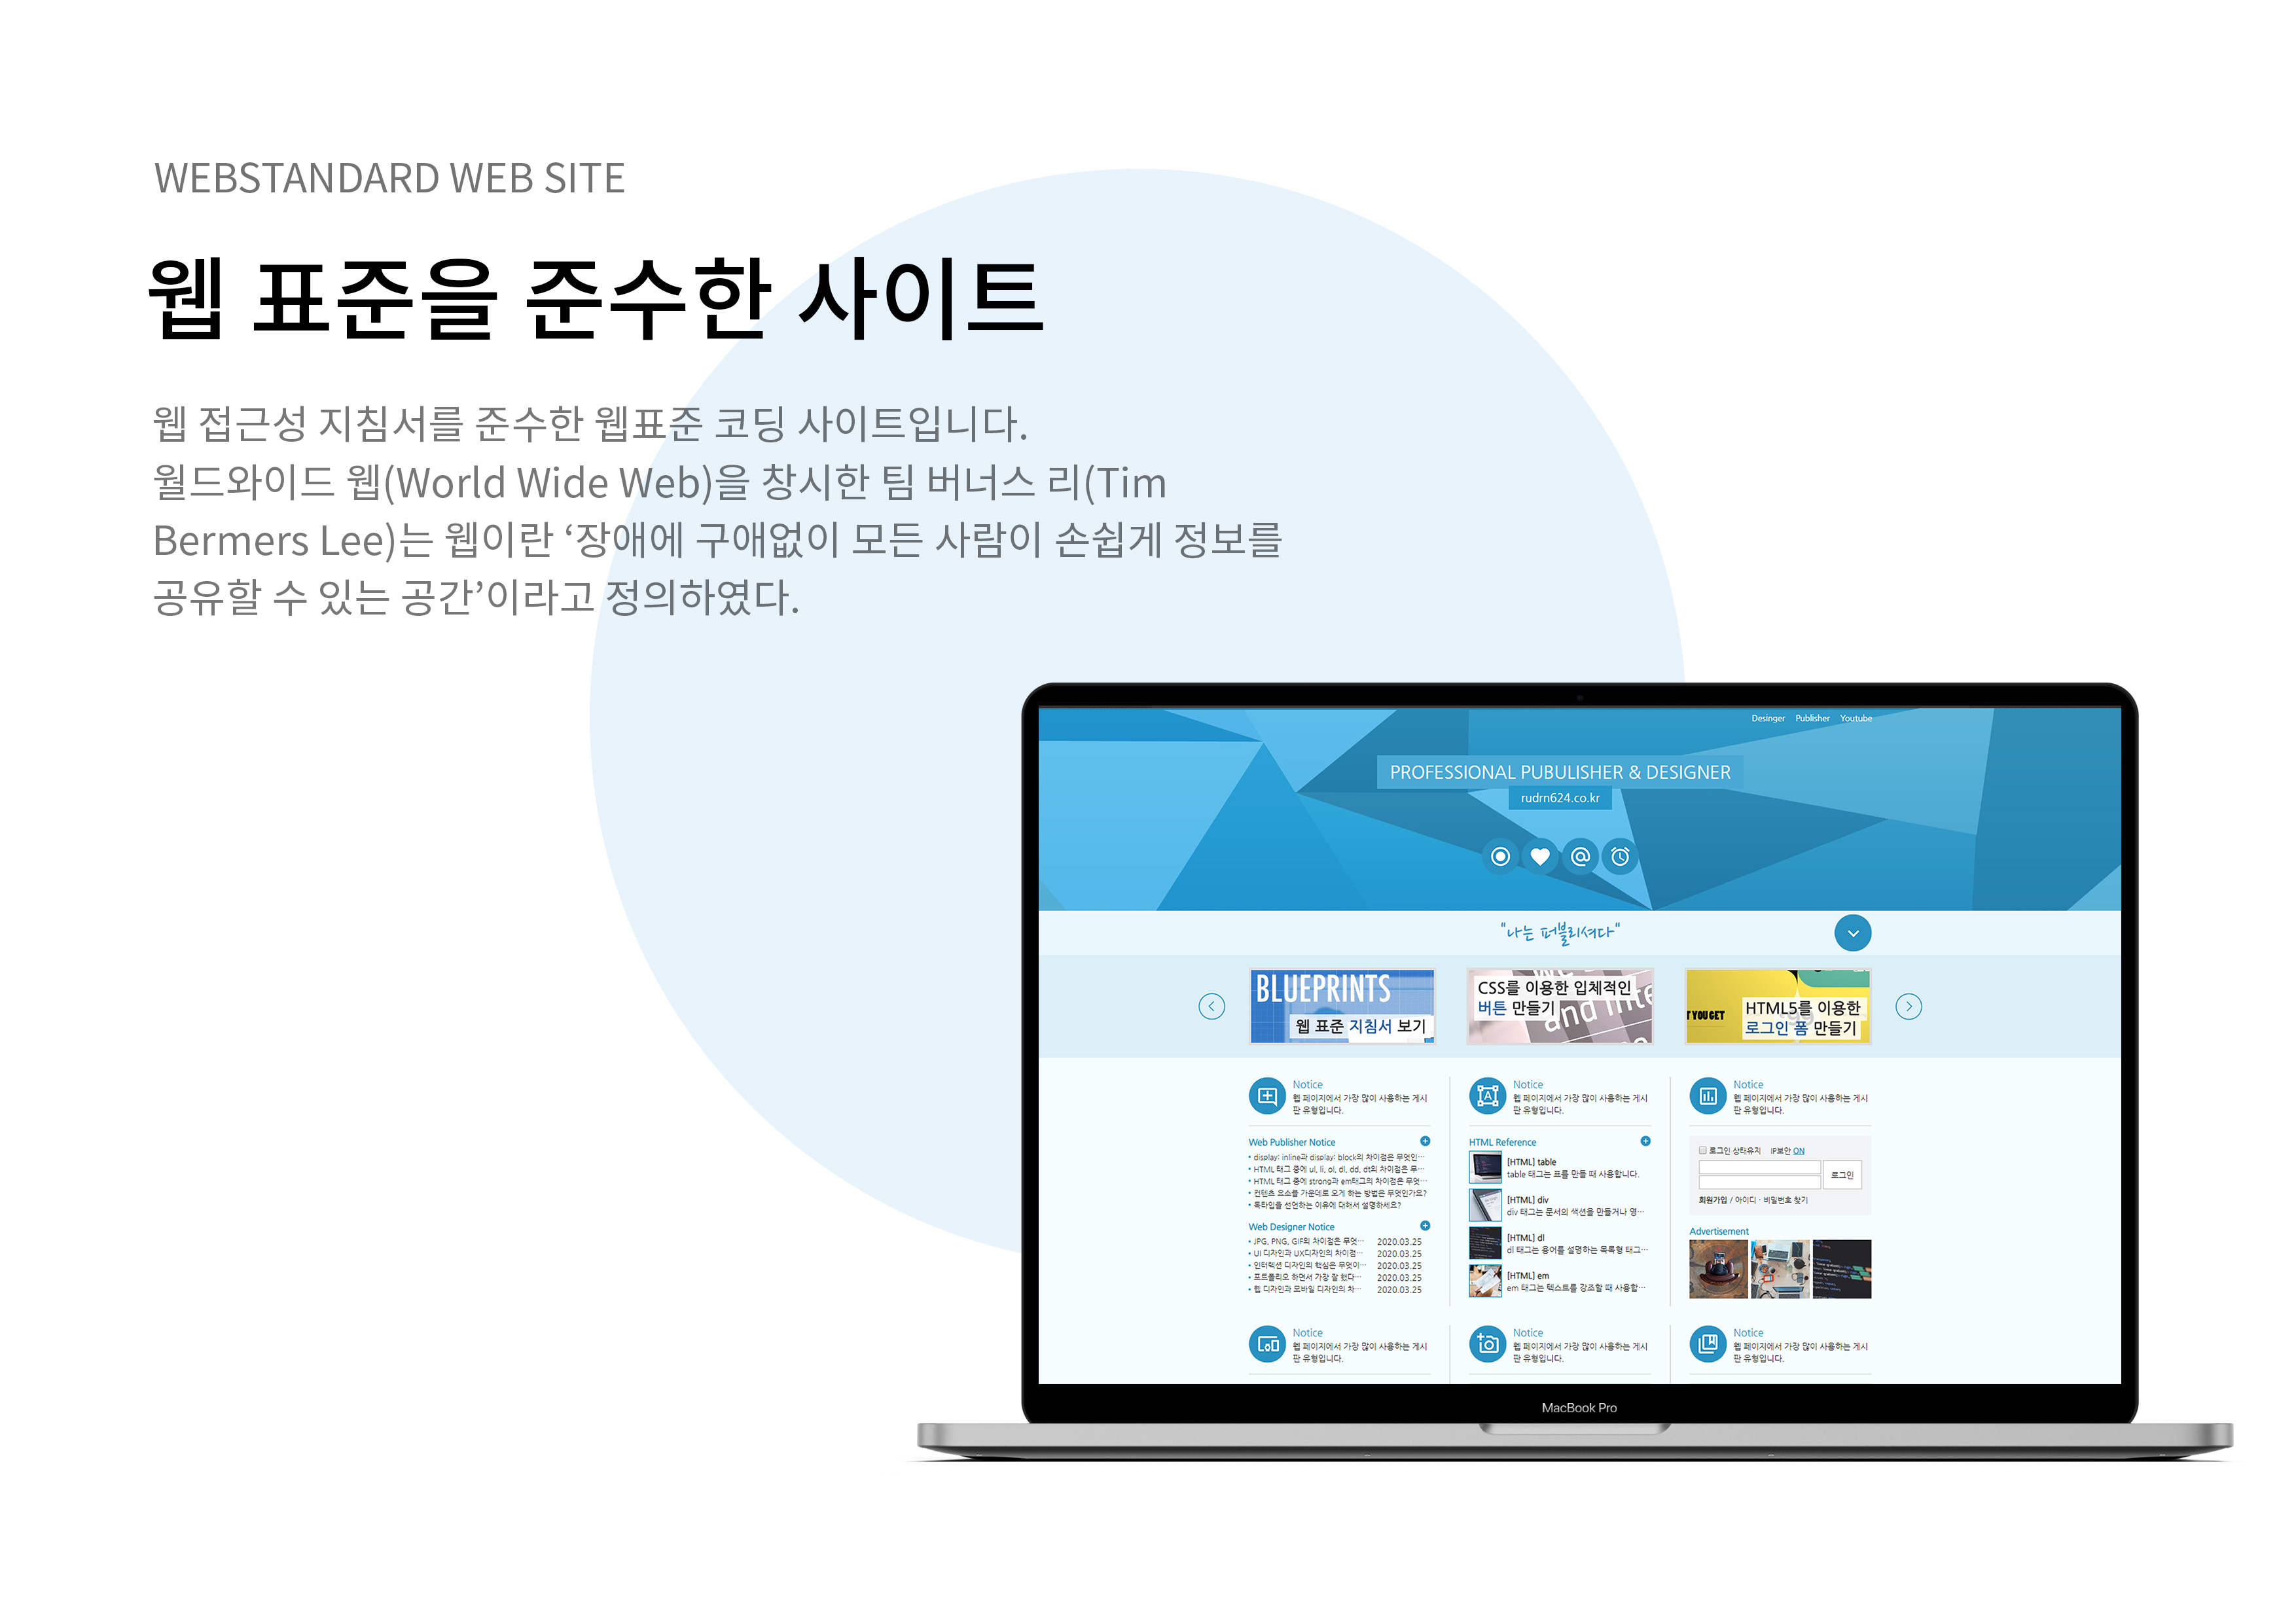 WEBSTANDARD WEB SITE
웹 표준을 준수한 사이트
웹 접근성 지침서를 준수한 웹표준 코딩 사이트입니다.
월드와이드 웹(World Wide Web)을 창시한 팀 버너스 리(Tim
Bermers Lee)는 웹이란 ‘장애에 구애없이 모든 사람이 손쉽게 정보를
공유할 수 있는 공간’이라고 정의하였다.
Desinger Publisher Youtube
PROFESSIONAL PUBULISHER & DESIGNER
rudrn624.co.kr
"나는 퍼블리셔다"
BLUEPRINTS
웹 표준 지침서 보기
CSS를 이용한 입체적인
버튼 만들기
and inte
T YOU GET
HTML5를 이용한
로그인 폼 만들기
Notice
웹 페이지에서 가장 많이 사용하는 게시
판 유형입니다.
Web Publisher Notice
• display: inline과 display: block의 차이점은 무엇인…
• HTML 태그 중에 ul, li, ol, dl, dd, dt의 차이점은 무…
• HTML 태그 중에 strong과 em태그의 차이점은 무엇…
• 컨텐츠 요소를 가운데로 오게 하는 방법은 무엇인가요?
• 독타입을 선언하는 이유에 대해서 설명하세요?
Web Designer Notice
• JPG, PNG, GIF의 차이점은 무엇… 2020.03.25
• UI 디자인과 UX디자인의 차이점… 2020.03.25
• 인터랙션 디자인의 핵심은 무엇이… 2020.03.25
• 포트폴리오 하면서 가장 잘 했다… 2020.03.25
• 웹 디자인과 모바일 디자인의 차… 2020.03.25
Notice
웹 페이지에서 가장 많이 사용하는 게시
판 유형입니다.
HTML Reference
[HTML] table
table 태그는 표를 만들 때 사용합니다.
[HTML] div
div 태그는 문서의 색션을 만들거나 영…
[HTML] dl
dl 태그는 용어를 설명하는 목록형 태그…
[HTML] em
em 태그는 텍스트를 강조할 때 사용합…
Notice
웹 페이지에서 가장 많이 사용하는 게시
판 유형입니다.
로그인 상태유지 IP보안 ON
로그인
회원가입 / 아이디 · 비밀번호 찾기
Advertisement
Notice
웹 페이지에서 가장 많이 사용하는 게시
판 유형입니다.
Notice
웹 페이지에서 가장 많이 사용하는 게시
판 유형입니다.
Notice
웹 페이지에서 가장 많이 사용하는 게시
판 유형입니다.
MacBook Pro